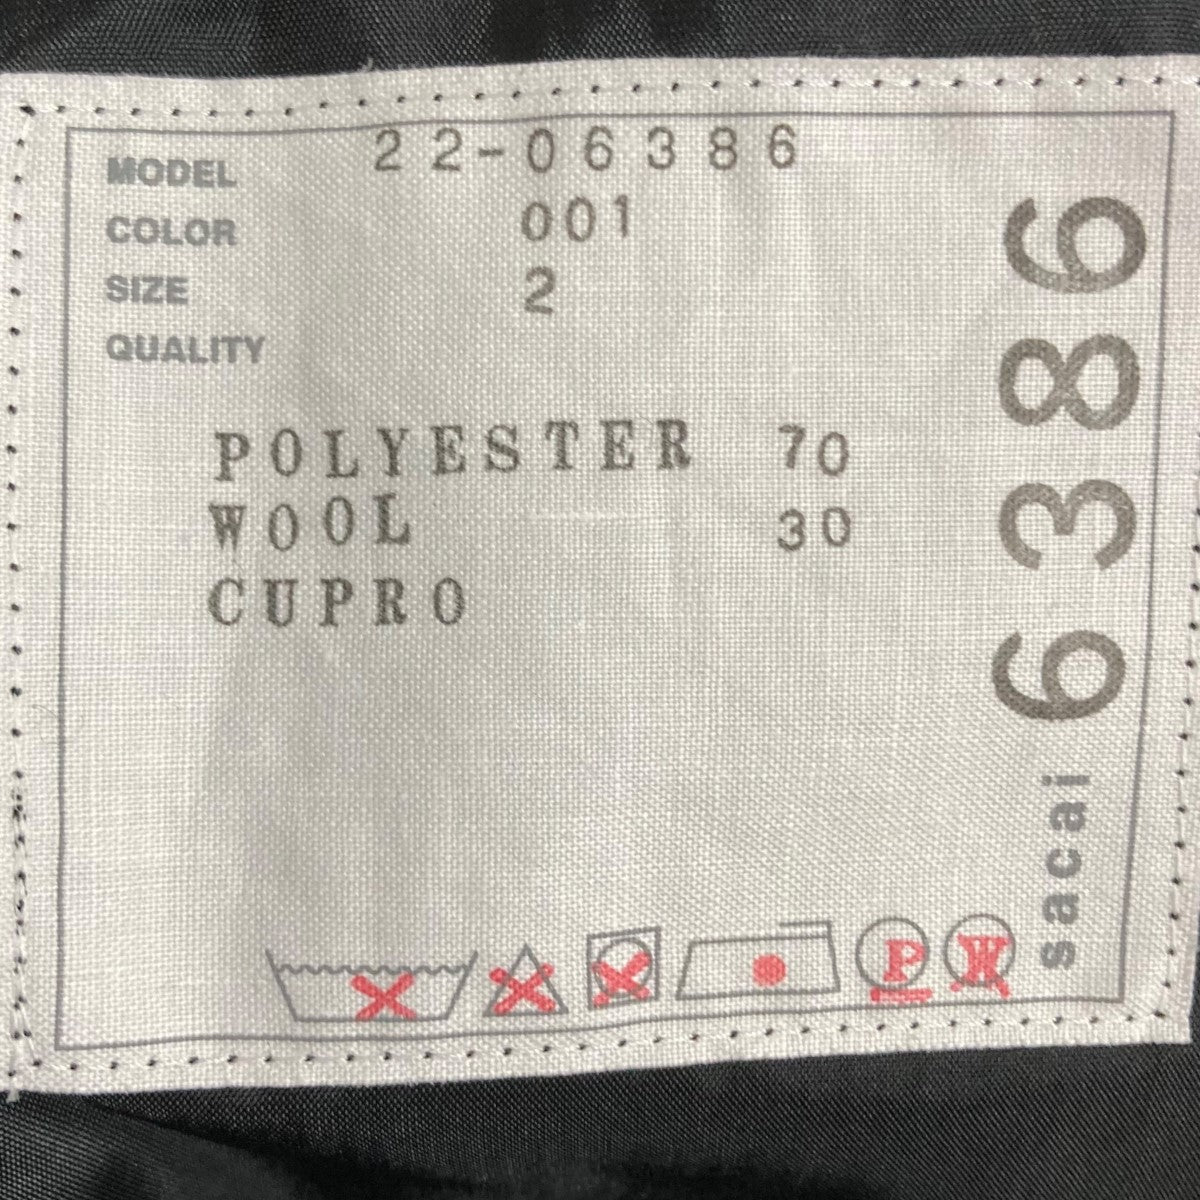 MODEL 22-06386
COLOR 001
SIZE 2
QUALITY
POLYESTER 70
WOOL 30
CUPRO
P W
sacai 6386